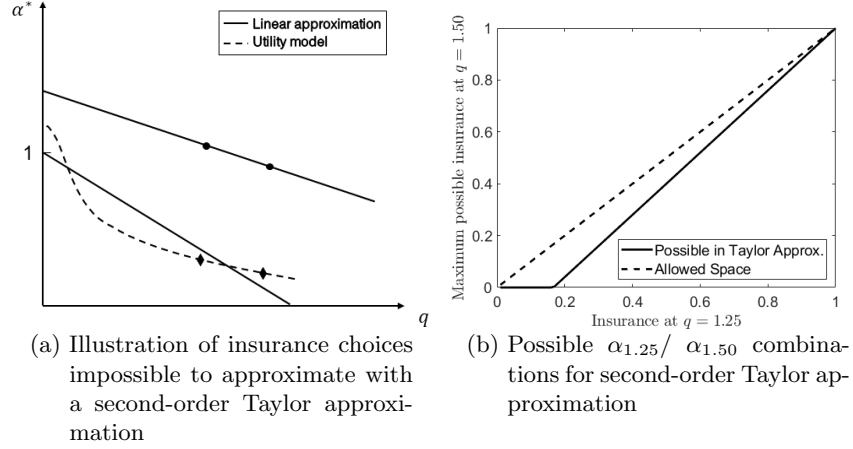 α*
Linear approximation
Utility model
1
q
(a) Illustration of insurance choices
impossible to approximate with
a second-order Taylor approxi-
mation
Maximum possible insurance at q = 1.50
1
0.8
0.6
0.4
0.2
0
Possible in Taylor Approx.
Allowed Space
0 0.2 0.4 0.6 0.8 1
Insurance at q = 1.25
(b) Possible α1.25/ α1.50 combina-
tions for second-order Taylor ap-
proximation